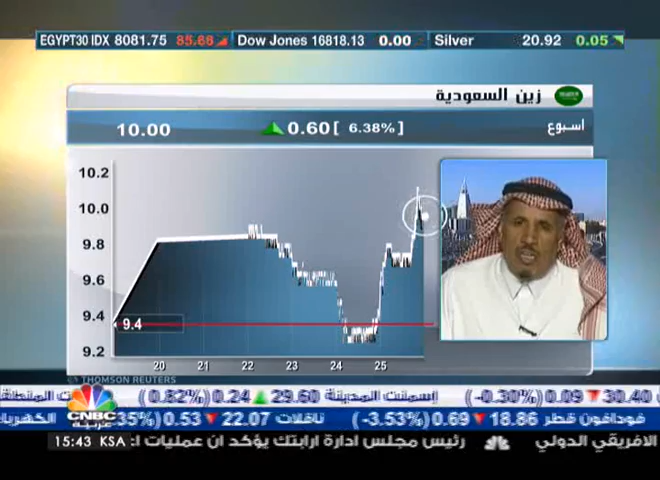 EGYPT30 IDX 8081.75 85.66 Dow Jones 16818.13 0.00 Silver 20.92 0.05
زين السعودية
10.00 0.60[ 6.38%] اسبوع
10.2
10.0
9.8
9.6
9.4
9.2
9.4
20 21 22 23 24 25
© THOMSON REUTERS
30.40 0.09 (-0.30%) إسمنت المدينة 29.60 0.24 (0.82%) المنطقة
فودافون قطر 18.86 0.69 (-3.53%) ناقلات 22.07 0.53 35%) الكهرباء
CNBC
عربية
15:43 KSA
الافريقي الدولي رئيس مجلس ادارة ارابتك يؤكد ان عمليات